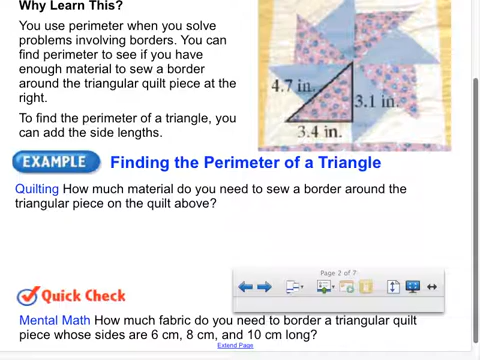 Why Learn This?
You use perimeter when you solve
problems involving borders. You can
find perimeter to see if you have
enough material to sew a border
around the triangular quilt piece at the
right.
To find the perimeter of a triangle, you
can add the side lengths.
4.7 in.
3.1 in.
3.4 in.
EXAMPLE Finding the Perimeter of a Triangle
Quilting How much material do you need to sew a border around the
triangular piece on the quilt above?
Page 2 of 7
Quick Check
Mental Math How much fabric do you need to border a triangular quilt
piece whose sides are 6 cm, 8 cm, and 10 cm long?
Extend Page